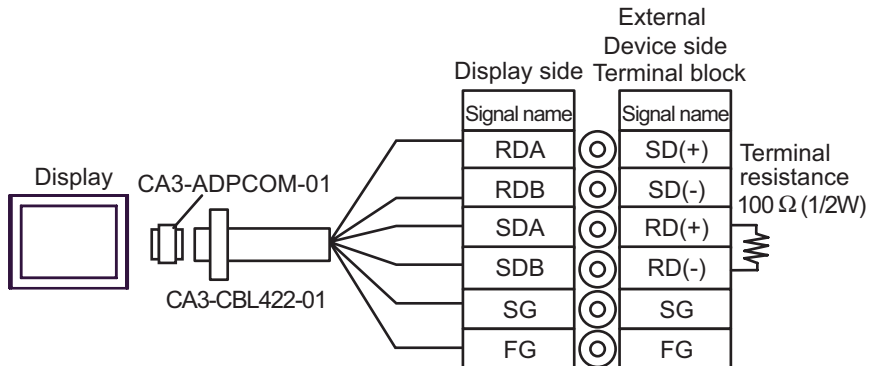 External
Device side
Display side Terminal block
Signal name Signal name
RDA SD(+)
RDB SD(-)
SDA RD(+)
SDB RD(-)
SG SG
FG FG
Terminal
resistance
100 Ω (1/2W)
Display
CA3-ADPCOM-01
CA3-CBL422-01